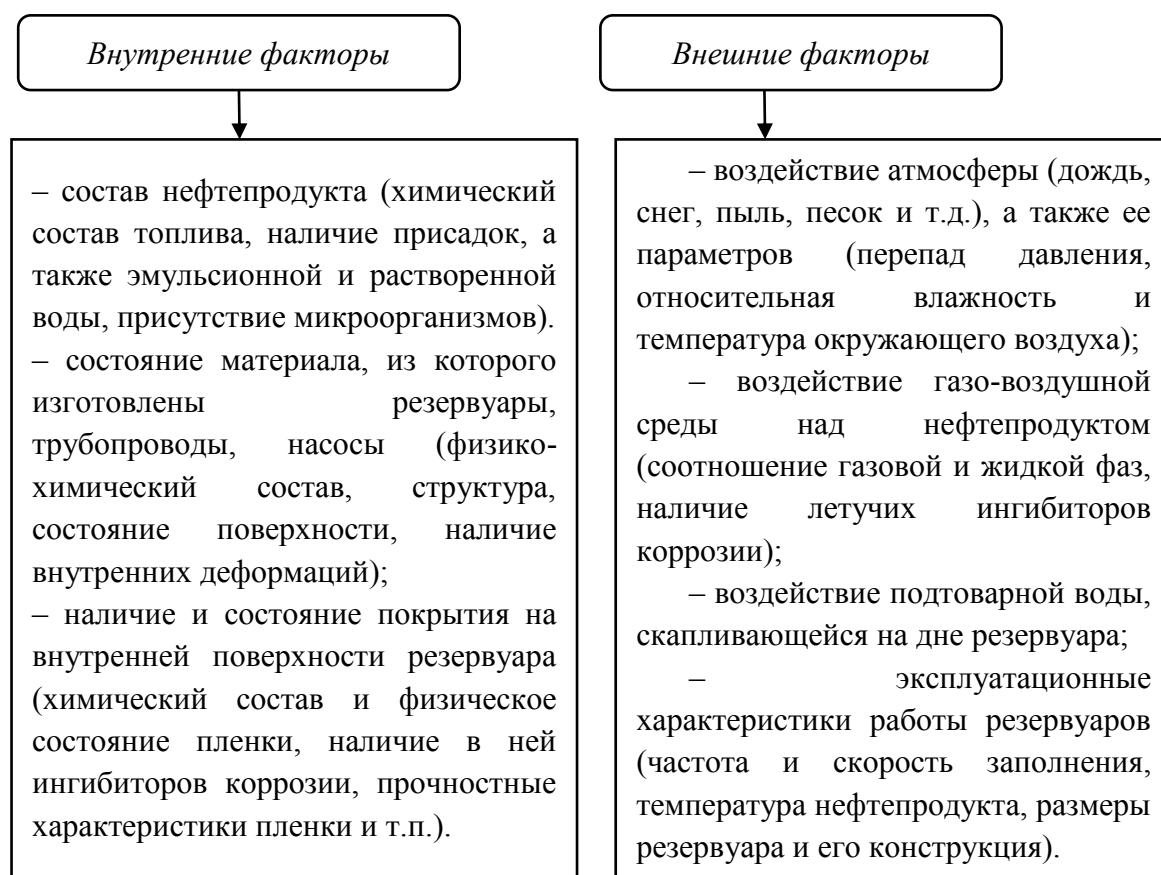 Внутренние факторы
– состав нефтепродукта (химический
состав топлива, наличие присадок, а
также эмульсионной и растворенной
воды, присутствие микроорганизмов).
– состояние материала, из которого
изготовлены резервуары,
трубопроводы, насосы (физико-
химический состав, структура,
состояние поверхности, наличие
внутренних деформаций);
– наличие и состояние покрытия на
внутренней поверхности резервуара
(химический состав и физическое
состояние пленки, наличие в ней
ингибиторов коррозии, прочностные
характеристики пленки и т.п.).
Внешние факторы
– воздействие атмосферы (дождь,
снег, пыль, песок и т.д.), а также ее
параметров (перепад давления,
относительная влажность и
температура окружающего воздуха);
– воздействие газо-воздушной
среды над нефтепродуктом
(соотношение газовой и жидкой фаз,
наличие летучих ингибиторов
коррозии);
– воздействие подтоварной воды,
скапливающейся на дне резервуара;
– эксплуатационные
характеристики работы резервуаров
(частота и скорость заполнения,
температура нефтепродукта, размеры
резервуара и его конструкция).